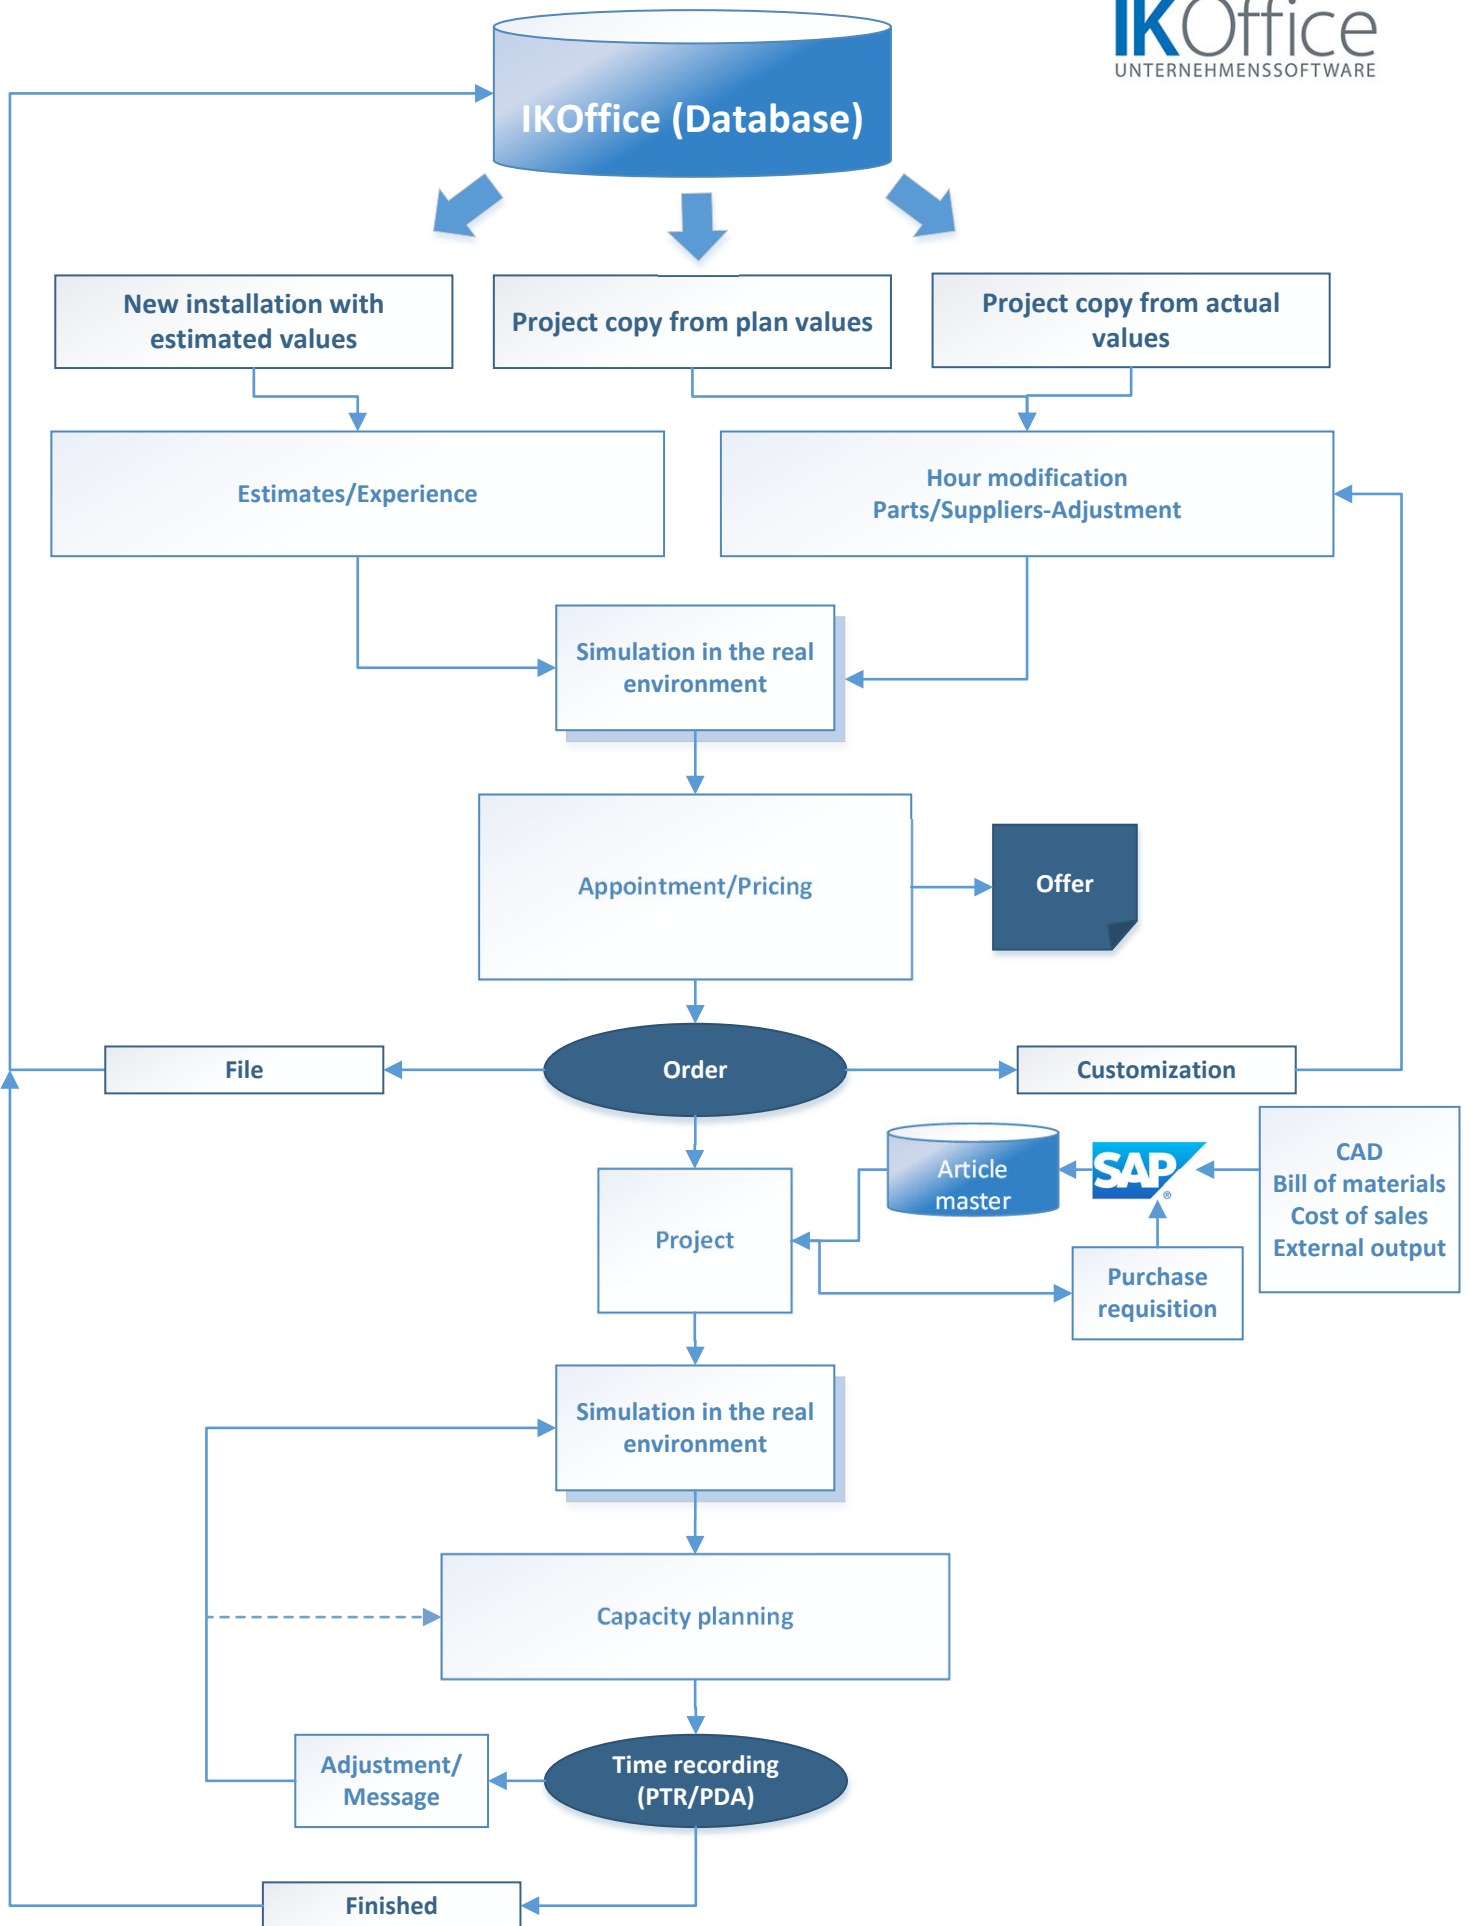 IKOffice
UNTERNEHMENSSOFTWARE
IKOffice (Database)
New installation with
estimated values
Project copy from plan values
Project copy from actual
values
Estimates/Experience
Hour modification
Parts/Suppliers-Adjustment
Simulation in the real
environment
Appointment/Pricing
Offer
File
Order
Customization
Article
master
SAP
®
CAD
Bill of materials
Cost of sales
External output
Project
Purchase
requisition
Simulation in the real
environment
Capacity planning
Adjustment/
Message
Time recording
(PTR/PDA)
Finished